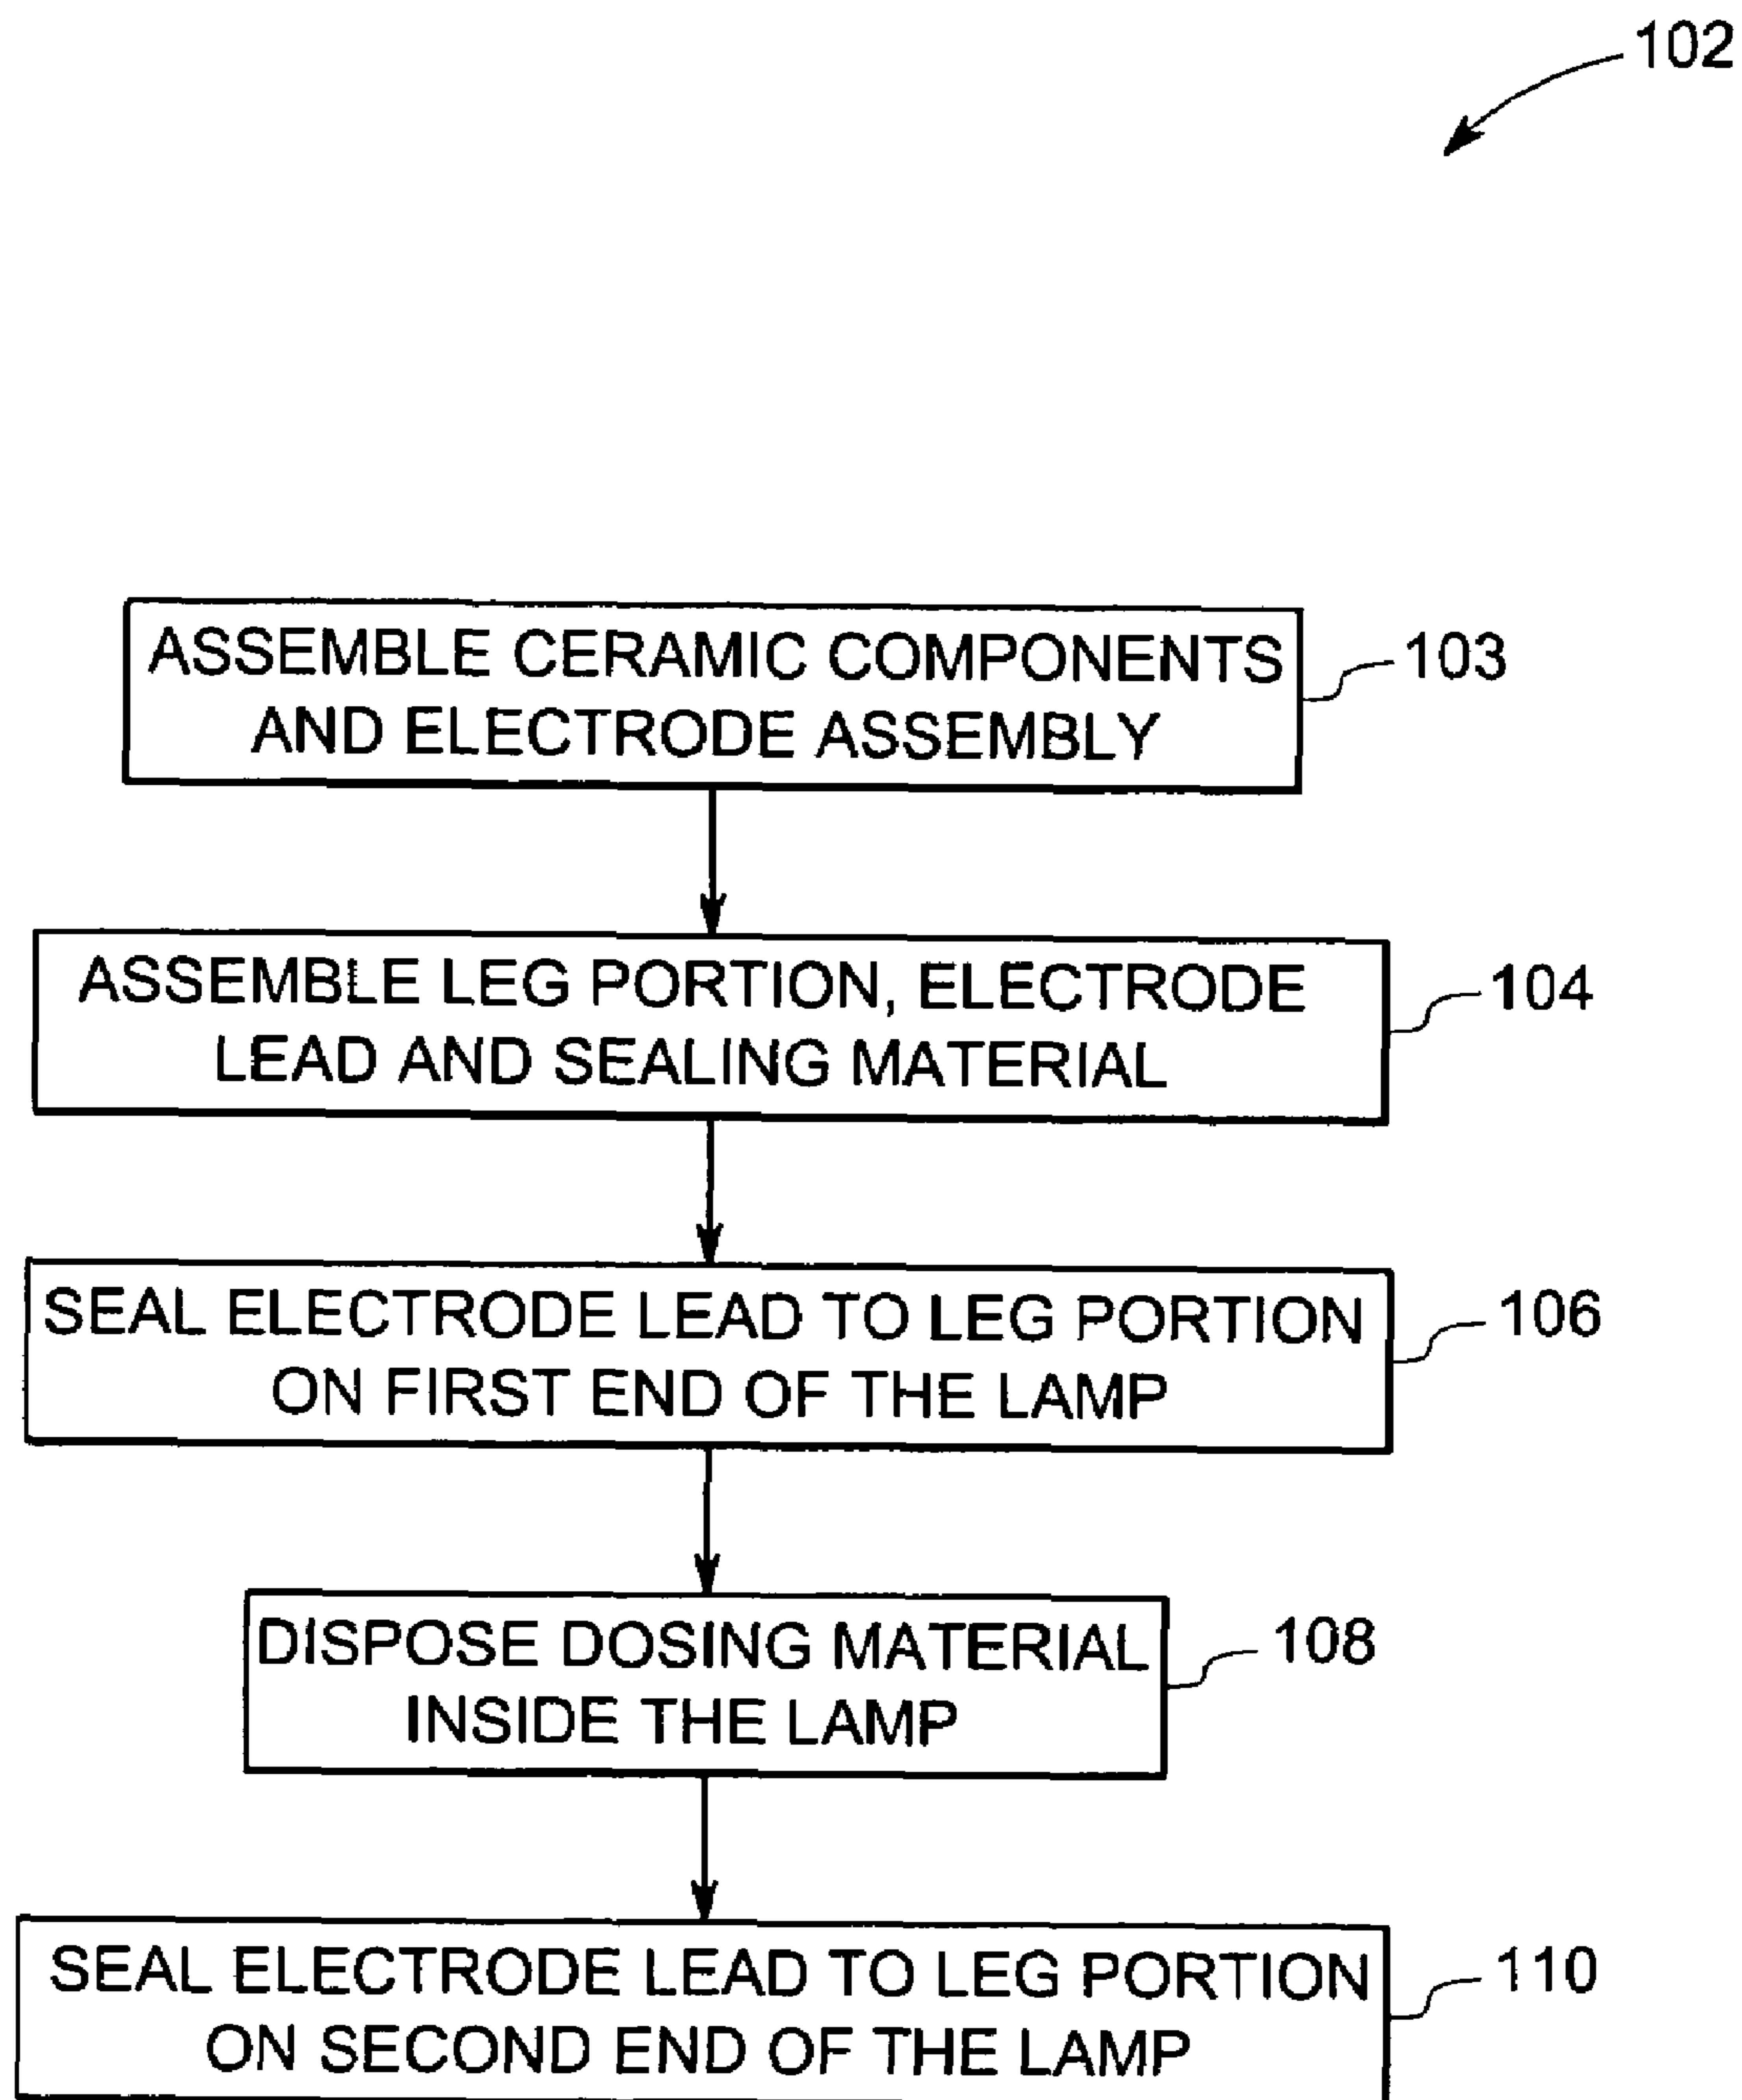 102
ASSEMBLE CERAMIC COMPONENTS
AND ELECTRODE ASSEMBLY
103
ASSEMBLE LEG PORTION, ELECTRODE
LEAD AND SEALING MATERIAL
104
SEAL ELECTRODE LEAD TO LEG PORTION
ON FIRST END OF THE LAMP
106
DISPOSE DOSING MATERIAL
INSIDE THE LAMP
108
SEAL ELECTRODE LEAD TO LEG PORTION
ON SECOND END OF THE LAMP
110